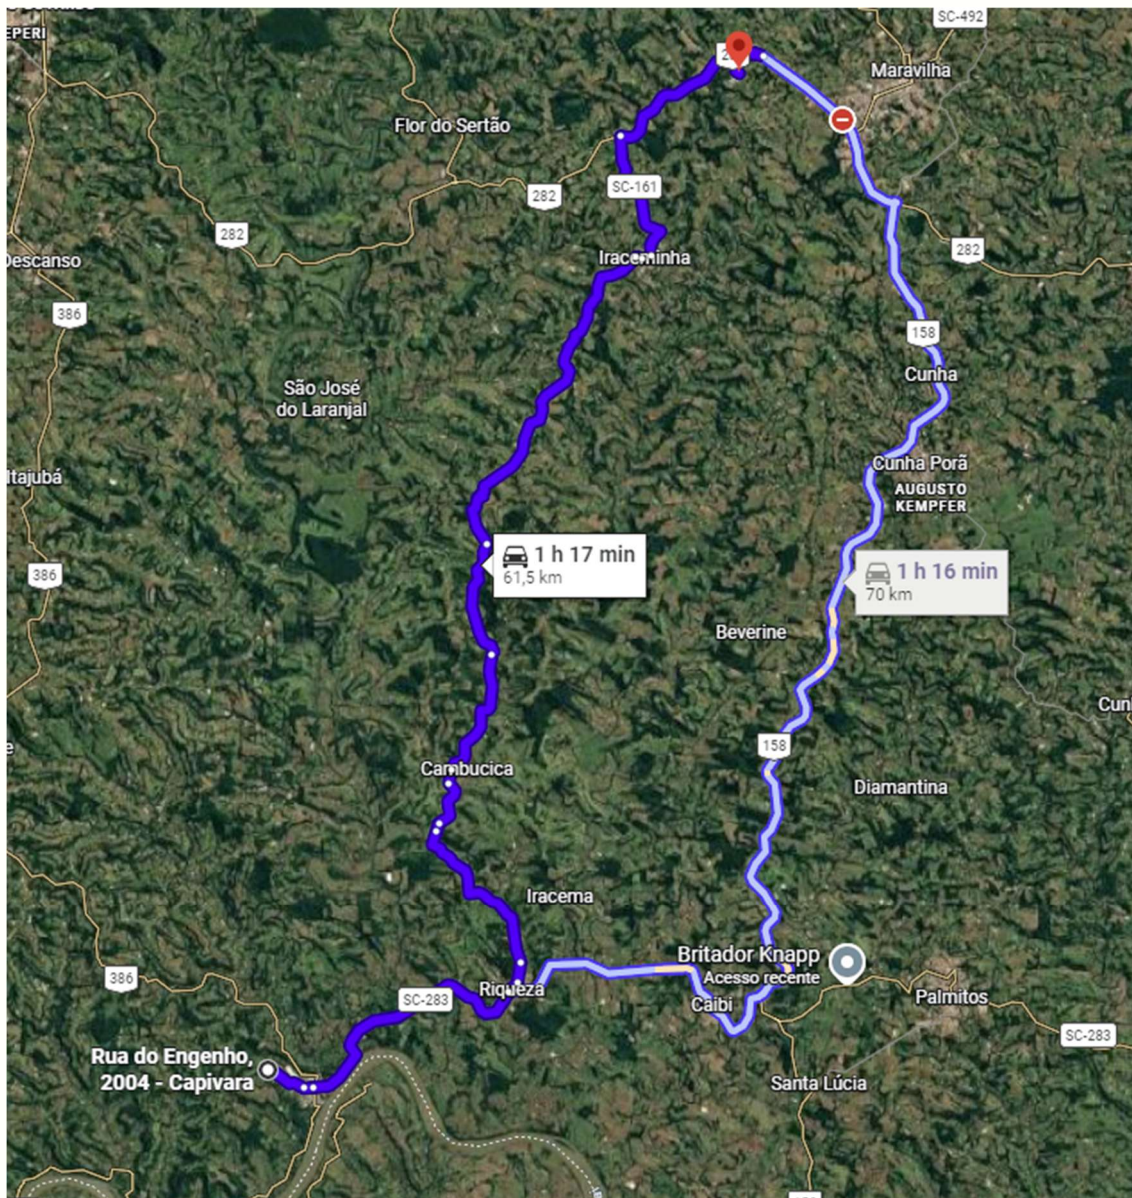 EPERI
SC-492
Maravilha
Flor do Sertão
282
SC-161
282
282
Iraceminha
Descanso
386
158
Cunha
São José
do Laranjal
Cunha Porã
AUGUSTO
KEMPFER
Itajubá
1 h 17 min
61,5 km
386
1 h 16 min
70 km
Beverine
158
Cambucica
Diamantina
Iracema
Britador Knapp
Acesso recente
386
Riqueza
SC-283
Caibi
Palmitos
SC-283
Rua do Engenho,
2004 - Capivara
Santa Lúcia